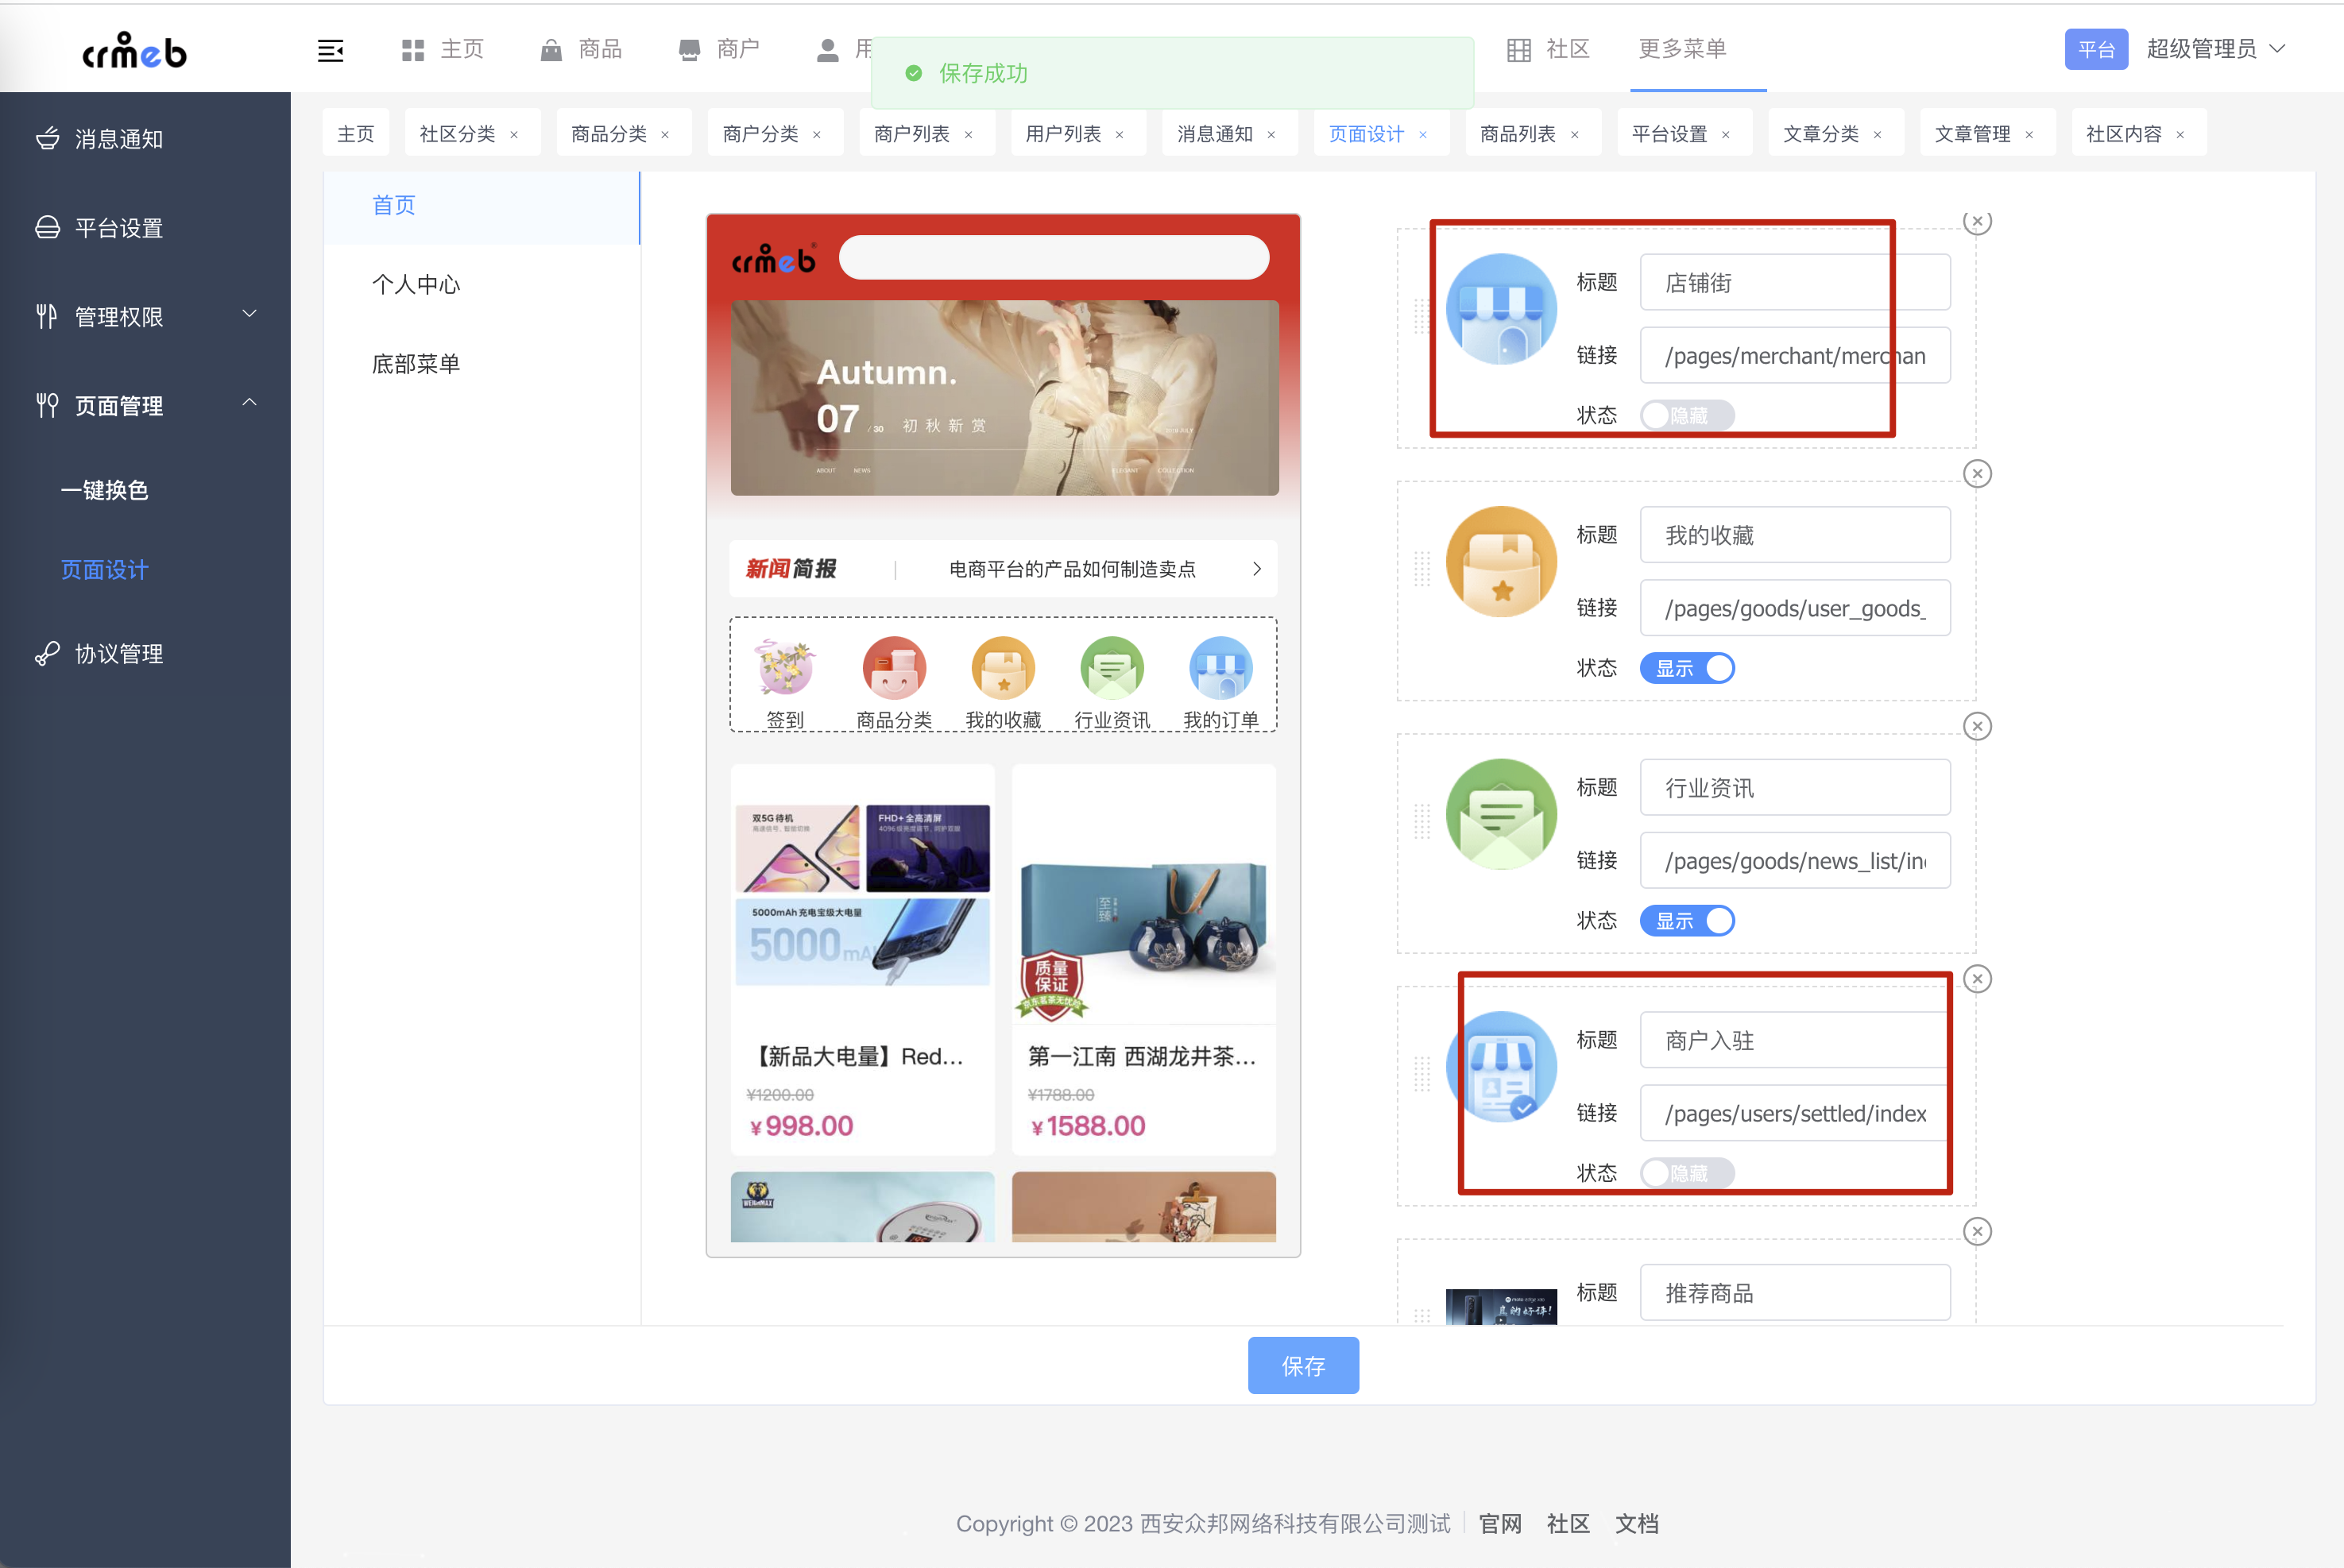 crmeb
主页
商品
商户
用
保存成功
社区
更多菜单
平台
超级管理员
主页
社区分类 ×
商品分类 ×
商户分类 ×
商户列表 ×
用户列表 ×
消息通知 ×
页面设计 ×
商品列表 ×
平台设置 ×
文章分类 ×
文章管理 ×
社区内容 ×
消息通知
平台设置
管理权限
页面管理
一键换色
页面设计
协议管理
首页
个人中心
底部菜单
crmeb
Autumn.
07 / 30 初秋新赏
ABOUT NEWS
ELEGANT COLLECTION
新闻简报 | 电商平台的产品如何制造卖点
签到 商品分类 我的收藏 行业资讯 我的订单
双5G待机
FHD+全高清屏
5000mAh充电宝级大电量
5000mA
至臻
质量
保证
【新品大电量】Red...
¥1200.00
¥998.00
第一江南 西湖龙井茶...
¥1788.00
¥1588.00
标题 店铺街
链接 /pages/merchant/merchan
状态 隐藏
标题 我的收藏
链接 /pages/goods/user_goods_
状态 显示
标题 行业资讯
链接 /pages/goods/news_list/in
状态 显示
标题 商户入驻
链接 /pages/users/settled/index
状态 隐藏
标题 推荐商品
保存
Copyright © 2023 西安众邦网络科技有限公司测试 官网 社区 文档